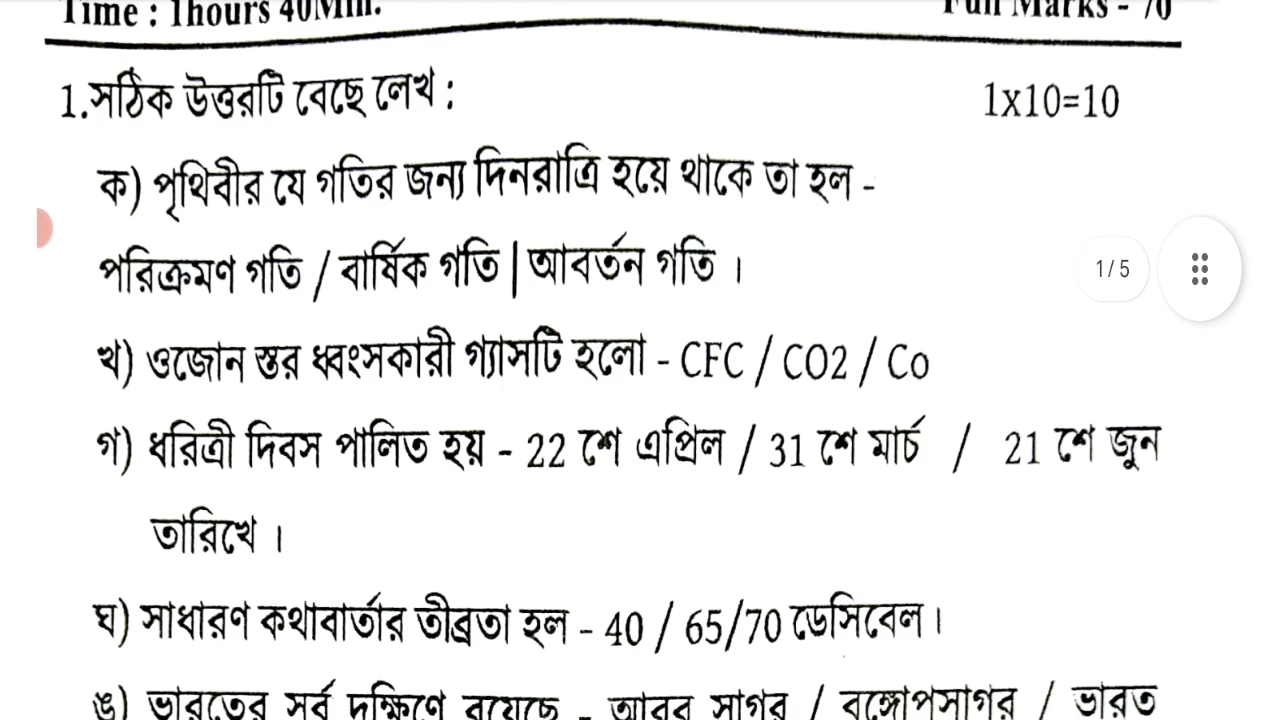 Time : 1hours 40Min. Full Marks - 70
1.সঠিক উত্তরটি বেছে লেখ : 1x10=10
ক) পৃথিবীর যে গতির জন্য দিনরাত্রি হয়ে থাকে তা হল -
পরিক্রমণ গতি / বার্ষিক গতি | আবর্তন গতি ।
1 / 5
খ) ওজোন স্তর ধ্বংসকারী গ্যাসটি হলো - CFC / CO2 / Co
গ) ধরিত্রী দিবস পালিত হয় - 22 শে এপ্রিল / 31 শে মার্চ / 21 শে জুন
তারিখে ।
ঘ) সাধারণ কথাবার্তার তীব্রতা হল - 40 / 65/70 ডেসিবেল ।
ঙ) ভারতের সর্ব দক্ষিণে রয়েছে - আরব সাগর / বঙ্গোপসাগর / ভারত